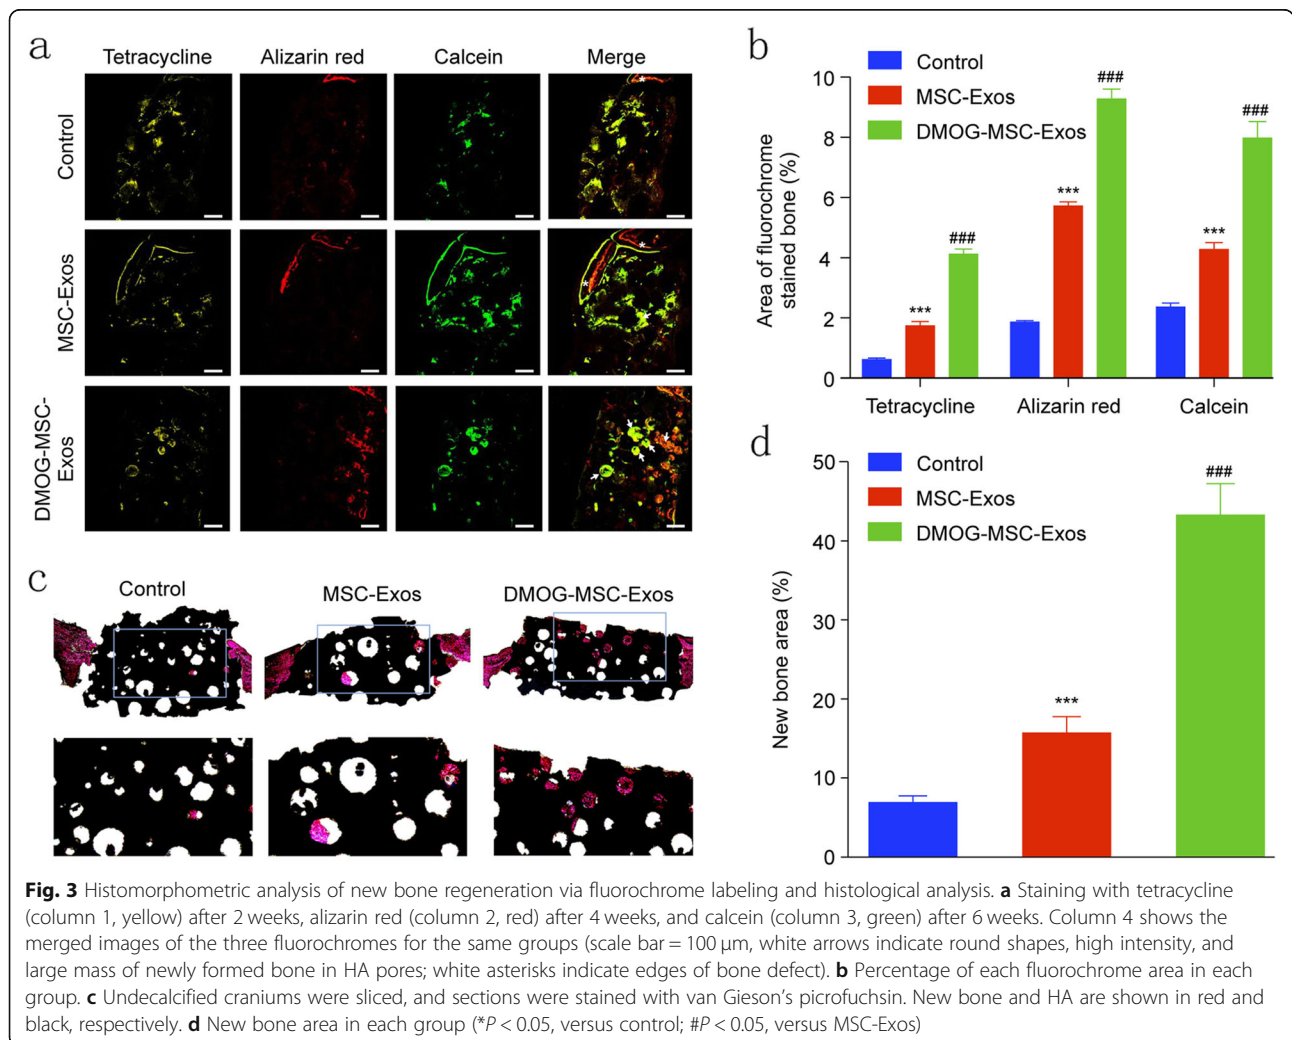 a
Tetracycline Alizarin red Calcein Merge
Control
MSC-Exos
DMOG-MSC-
Exos
*
*
*
b
Control
MSC-Exos
DMOG-MSC-Exos
Area of fluorochrome
stained bone (%)
10
8
6
4
2
0
***
###
***
###
***
###
Tetracycline Alizarin red Calcein
c
Control MSC-Exos DMOG-MSC-Exos
d
Control
MSC-Exos
DMOG-MSC-Exos
New bone area (%)
50
40
30
20
10
0
***
###
Fig. 3 Histomorphometric analysis of new bone regeneration via fluorochrome labeling and histological analysis. a Staining with tetracycline
(column 1, yellow) after 2 weeks, alizarin red (column 2, red) after 4 weeks, and calcein (column 3, green) after 6 weeks. Column 4 shows the
merged images of the three fluorochromes for the same groups (scale bar = 100 μm, white arrows indicate round shapes, high intensity, and
large mass of newly formed bone in HA pores; white asterisks indicate edges of bone defect). b Percentage of each fluorochrome area in each
group. c Undecalcified craniums were sliced, and sections were stained with van Gieson's picrofuchsin. New bone and HA are shown in red and
black, respectively. d New bone area in each group (*P < 0.05, versus control; #P < 0.05, versus MSC-Exos)